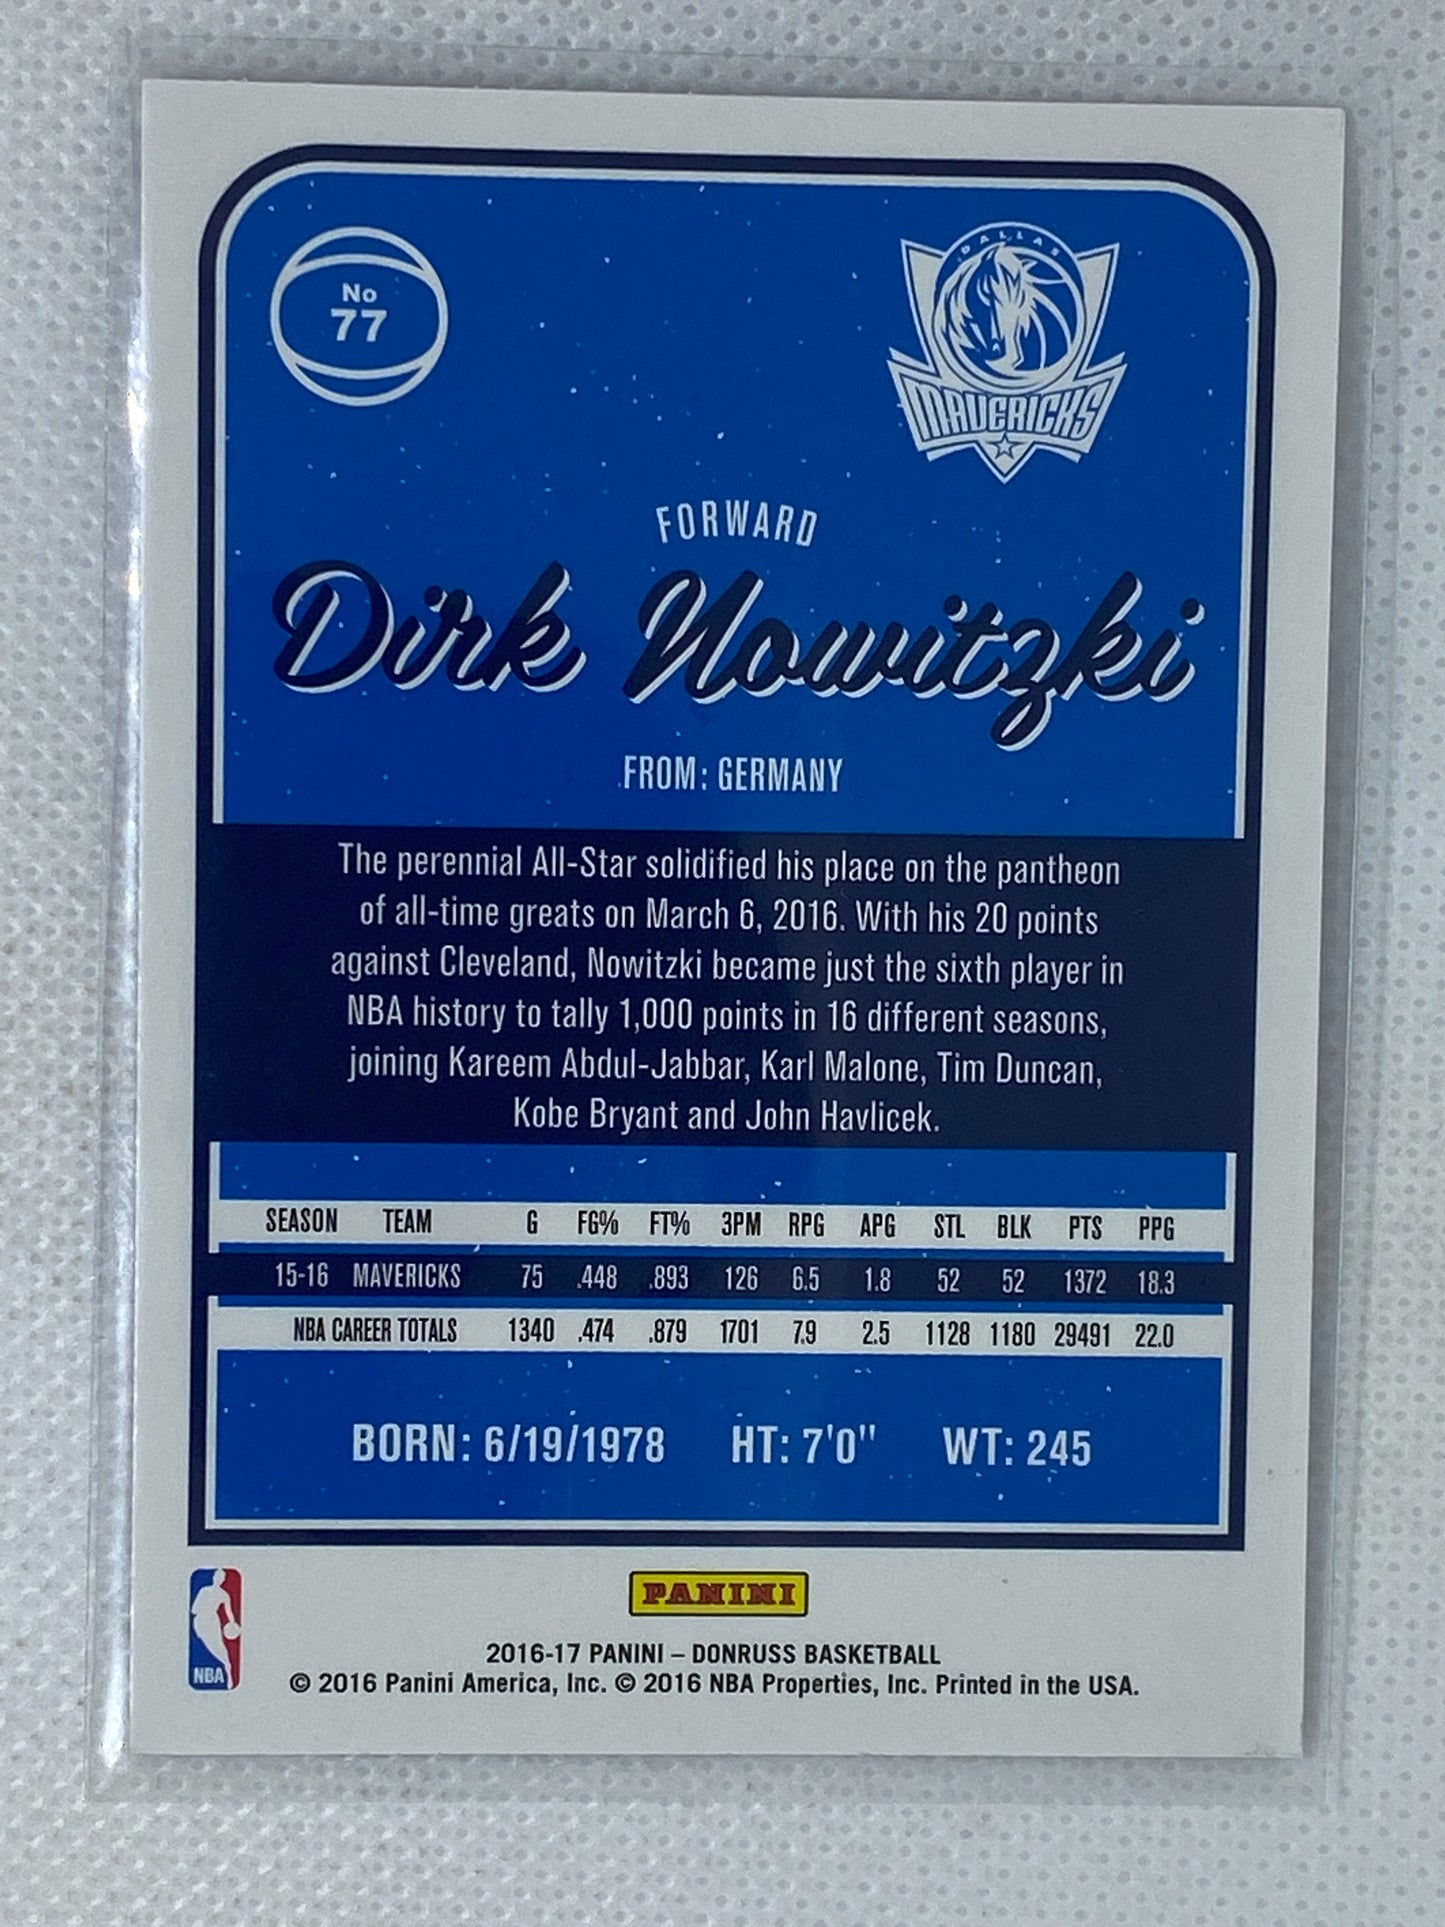 No
77
DALLAS
MAVERICKS
FORWARD
Dirk Nowitzki
FROM: GERMANY
The perennial All-Star solidified his place on the pantheon
of all-time greats on March 6, 2016. With his 20 points
against Cleveland, Nowitzki became just the sixth player in
NBA history to tally 1,000 points in 16 different seasons,
joining Kareem Abdul-Jabbar, Karl Malone, Tim Duncan,
Kobe Bryant and John Havlicek.
SEASON TEAM G FG% FT% 3PM RPG APG STL BLK PTS PPG
15-16 MAVERICKS 75 .448 .893 126 6.5 1.8 52 52 1372 18.3
NBA CAREER TOTALS 1340 .474 .879 1701 7.9 2.5 1128 1180 29491 22.0
BORN: 6/19/1978 HT: 7'0" WT: 245
NBA
PANINI
2016-17 PANINI – DONRUSS BASKETBALL
© 2016 Panini America, Inc. © 2016 NBA Properties, Inc. Printed in the USA.